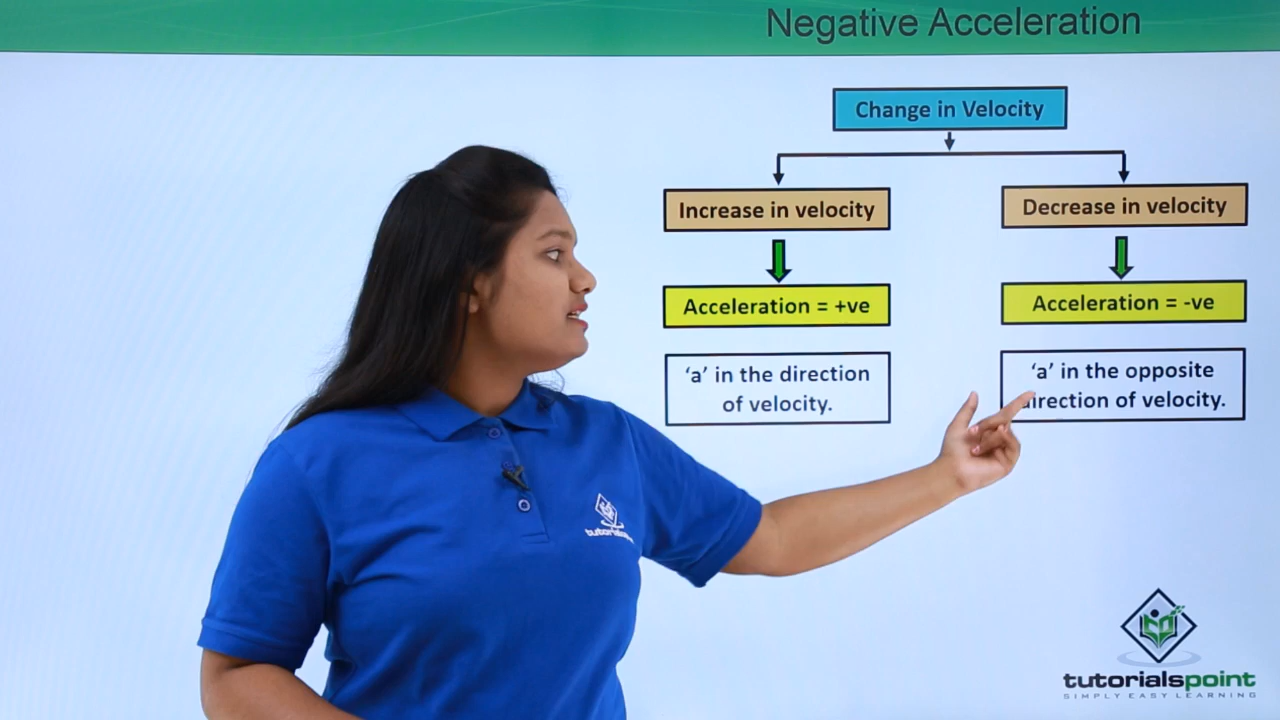 Negative Acceleration
Change in Velocity
Increase in velocity
Decrease in velocity
Acceleration = +ve
Acceleration = -ve
‘a’ in the direction
of velocity.
‘a’ in the opposite
direction of velocity.
tutorialspoint
SIMPLY EASY LEARNING